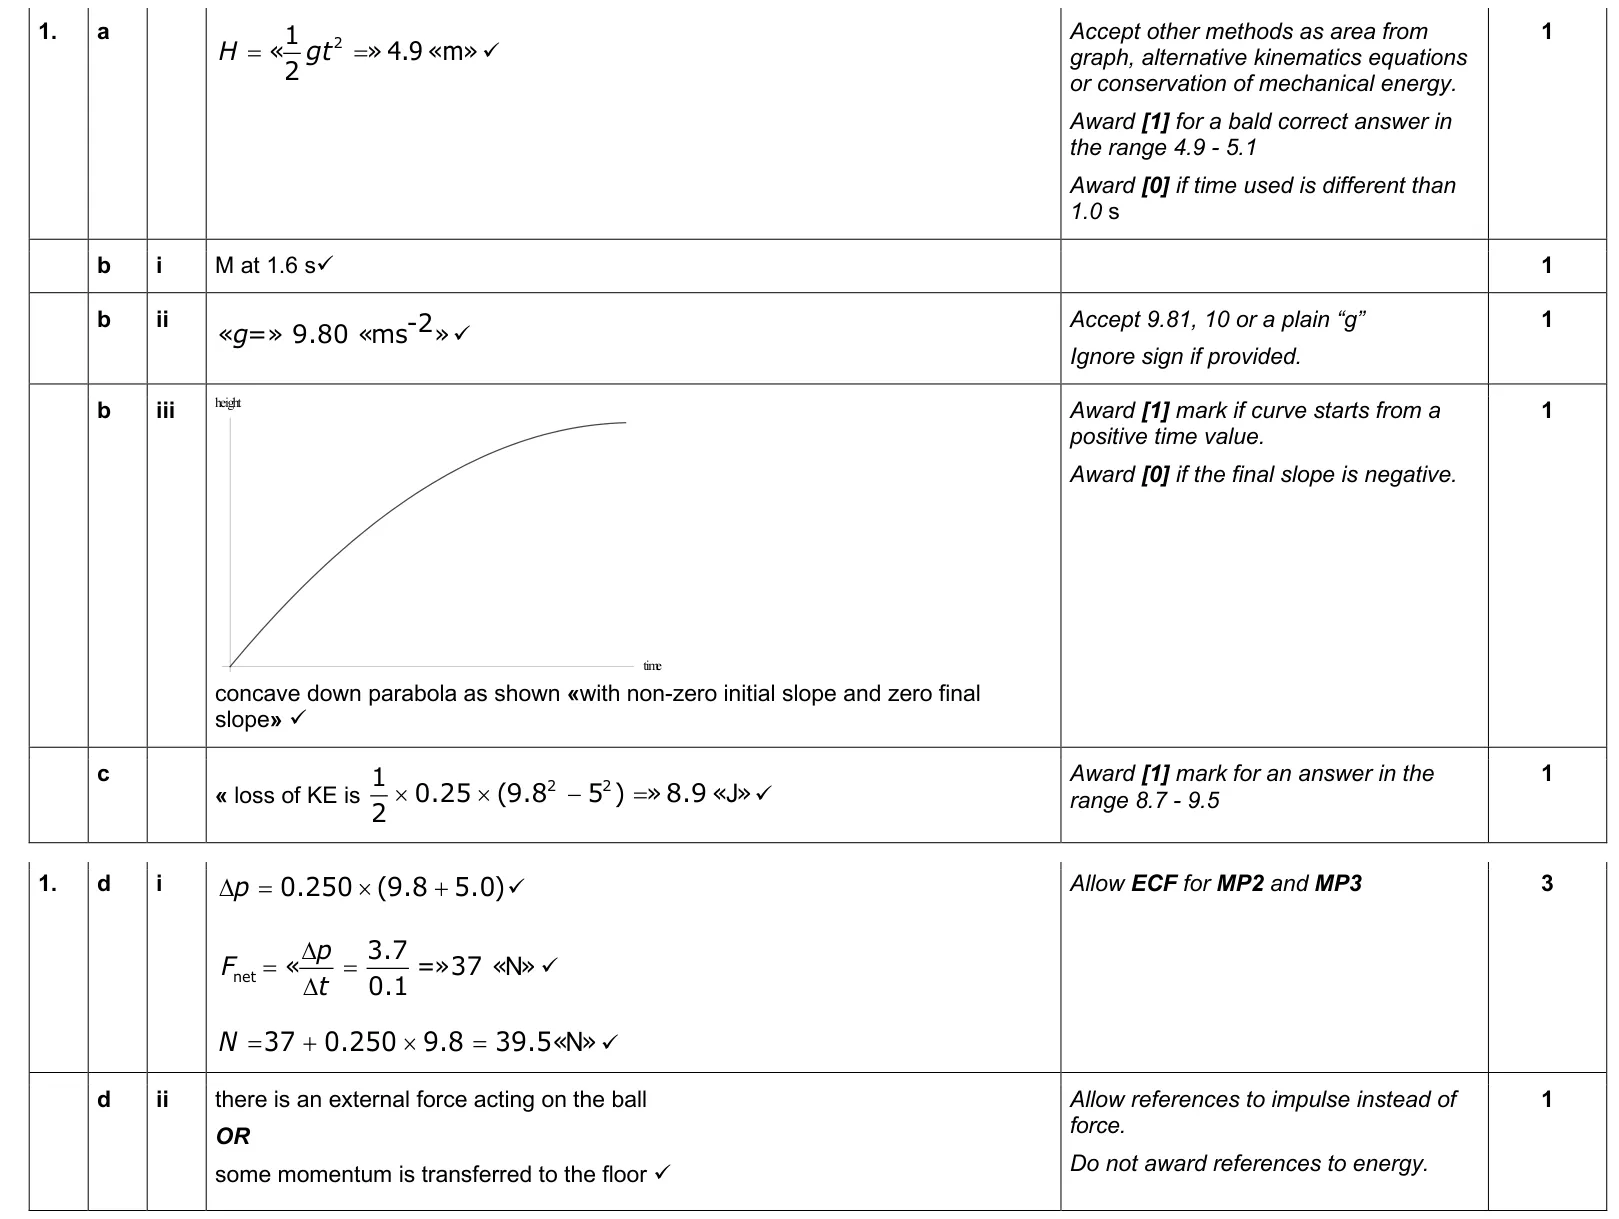 1. a H = «1/2 gt² =» 4.9 «m» ✓ Accept other methods as area from 1
graph, alternative kinematics equations
or conservation of mechanical energy.
Award [1] for a bald correct answer in
the range 4.9 - 5.1
Award [0] if time used is different than
1.0 s
b i M at 1.6 s✓ 1
b ii «g=» 9.80 «ms⁻²» ✓ Accept 9.81, 10 or a plain “g” 1
Ignore sign if provided.
b iii height Award [1] mark if curve starts from a 1
positive time value.
Award [0] if the final slope is negative.
time
concave down parabola as shown «with non-zero initial slope and zero final
slope» ✓
c « loss of KE is 1/2 × 0.25 × (9.8² − 5²) =» 8.9 «J» ✓ Award [1] mark for an answer in the 1
range 8.7 - 9.5
1. d i Δp = 0.250 × (9.8 + 5.0) ✓ Allow ECF for MP2 and MP3 3
Fnet = «Δp/Δt = 3.7/0.1 =» 37 «N» ✓
N = 37 + 0.250 × 9.8 = 39.5 «N» ✓
d ii there is an external force acting on the ball Allow references to impulse instead of 1
force.
OR
some momentum is transferred to the floor ✓ Do not award references to energy.